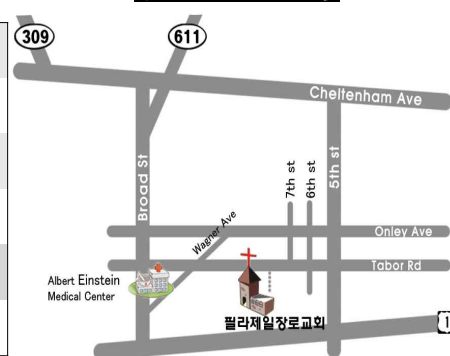 309
611
Cheltenham Ave
Broad St
5th st
7th st
6th st
Wagner Ave
Onley Ave
Tabor Rd
Albert Einstein
Medical Center
필라제일장로교회
1